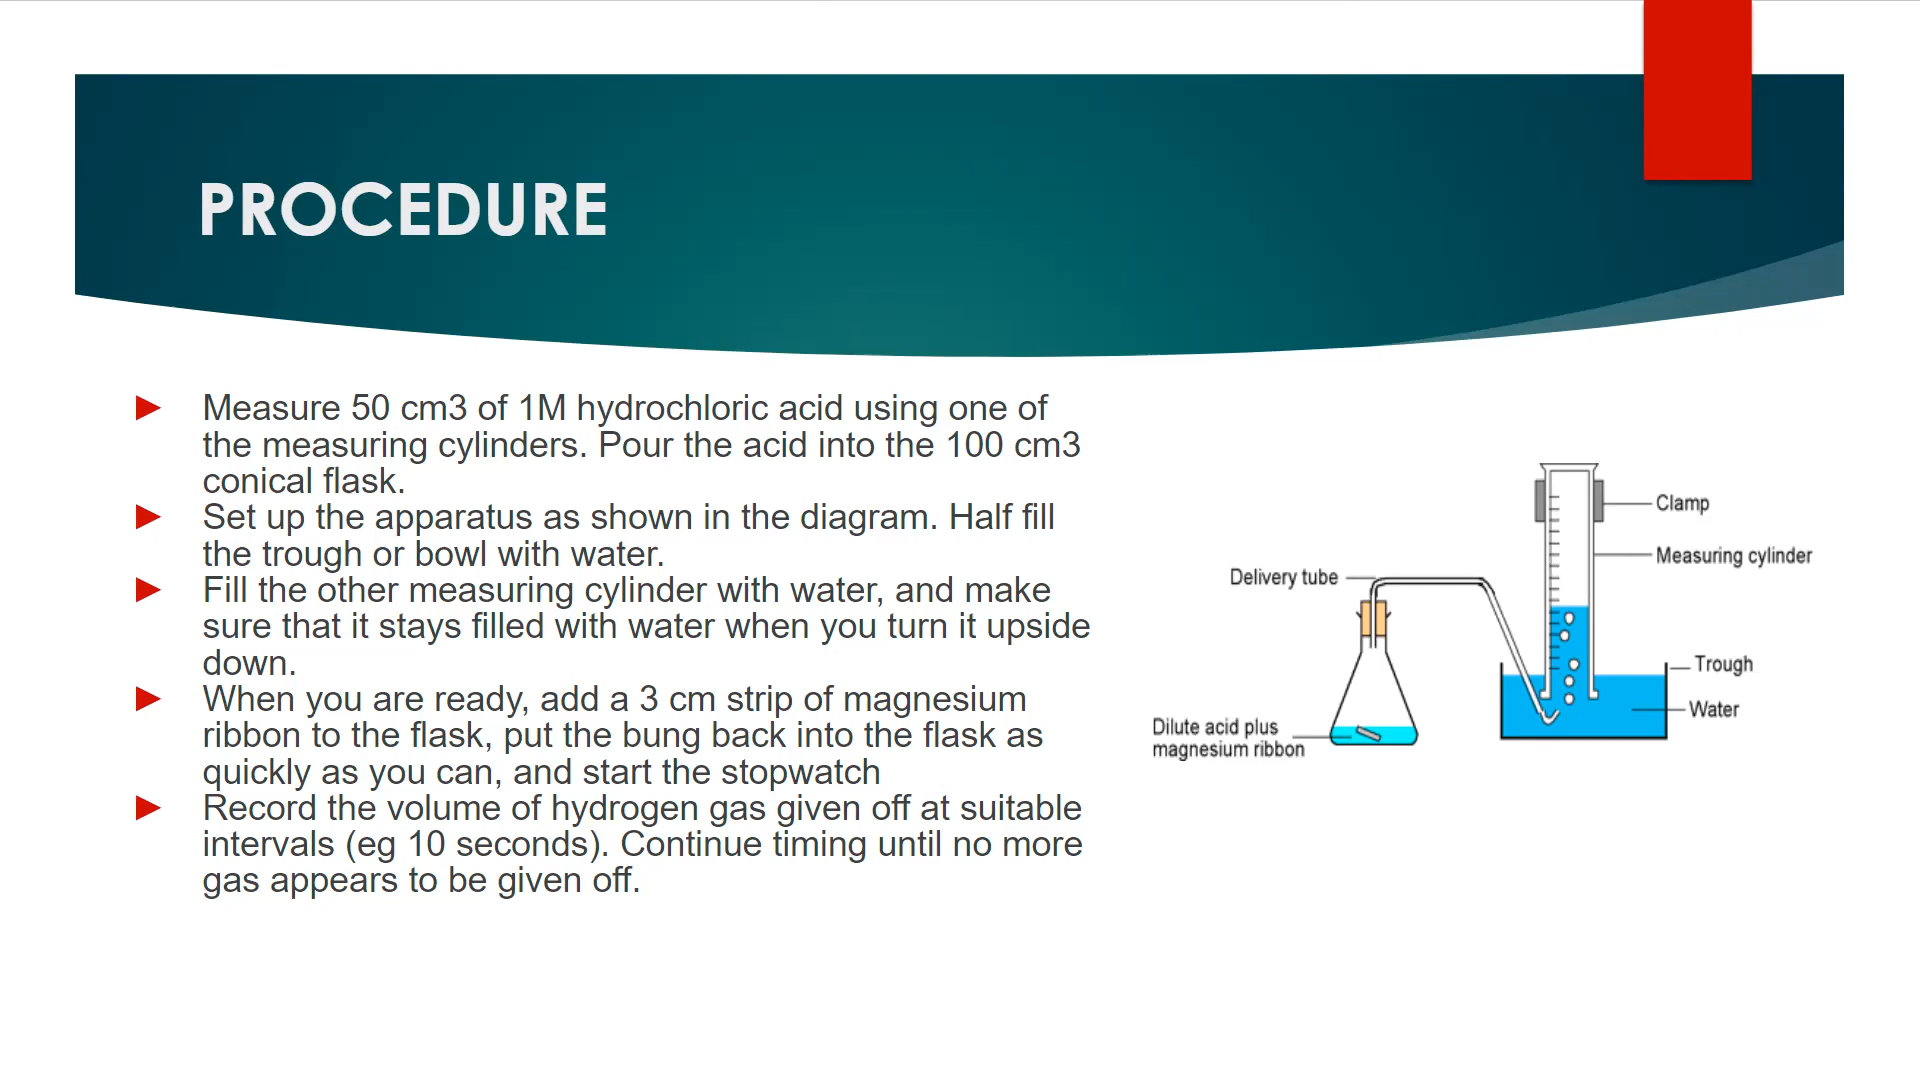 PROCEDURE
Measure 50 cm3 of 1M hydrochloric acid using one of
the measuring cylinders. Pour the acid into the 100 cm3
conical flask.
Set up the apparatus as shown in the diagram. Half fill
the trough or bowl with water.
Fill the other measuring cylinder with water, and make
sure that it stays filled with water when you turn it upside
down.
When you are ready, add a 3 cm strip of magnesium
ribbon to the flask, put the bung back into the flask as
quickly as you can, and start the stopwatch
Record the volume of hydrogen gas given off at suitable
intervals (eg 10 seconds). Continue timing until no more
gas appears to be given off.
Clamp
Measuring cylinder
Delivery tube
Trough
Water
Dilute acid plus
magnesium ribbon